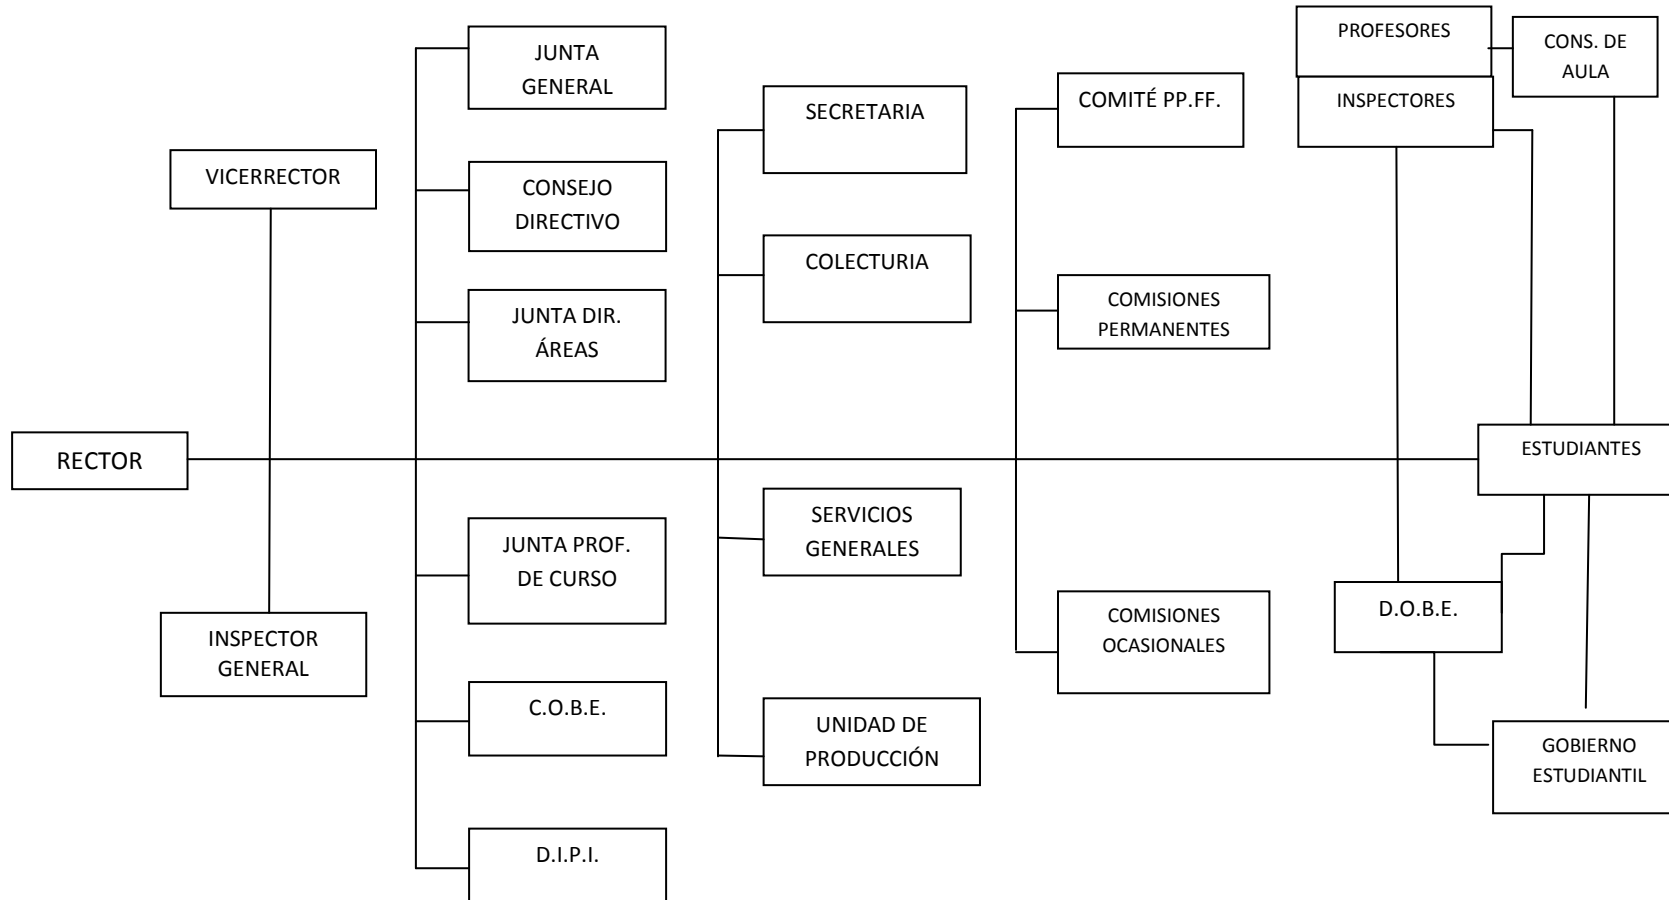 RECTOR
VICERRECTOR
INSPECTOR
GENERAL
JUNTA
GENERAL
CONSEJO
DIRECTIVO
JUNTA DIR.
ÁREAS
JUNTA PROF.
DE CURSO
C.O.B.E.
D.I.P.I.
SECRETARIA
COLECTURIA
SERVICIOS
GENERALES
UNIDAD DE
PRODUCCIÓN
COMITÉ PP.FF.
COMISIONES
PERMANENTES
COMISIONES
OCASIONALES
PROFESORES
INSPECTORES
CONS. DE
AULA
ESTUDIANTES
D.O.B.E.
GOBIERNO
ESTUDIANTIL